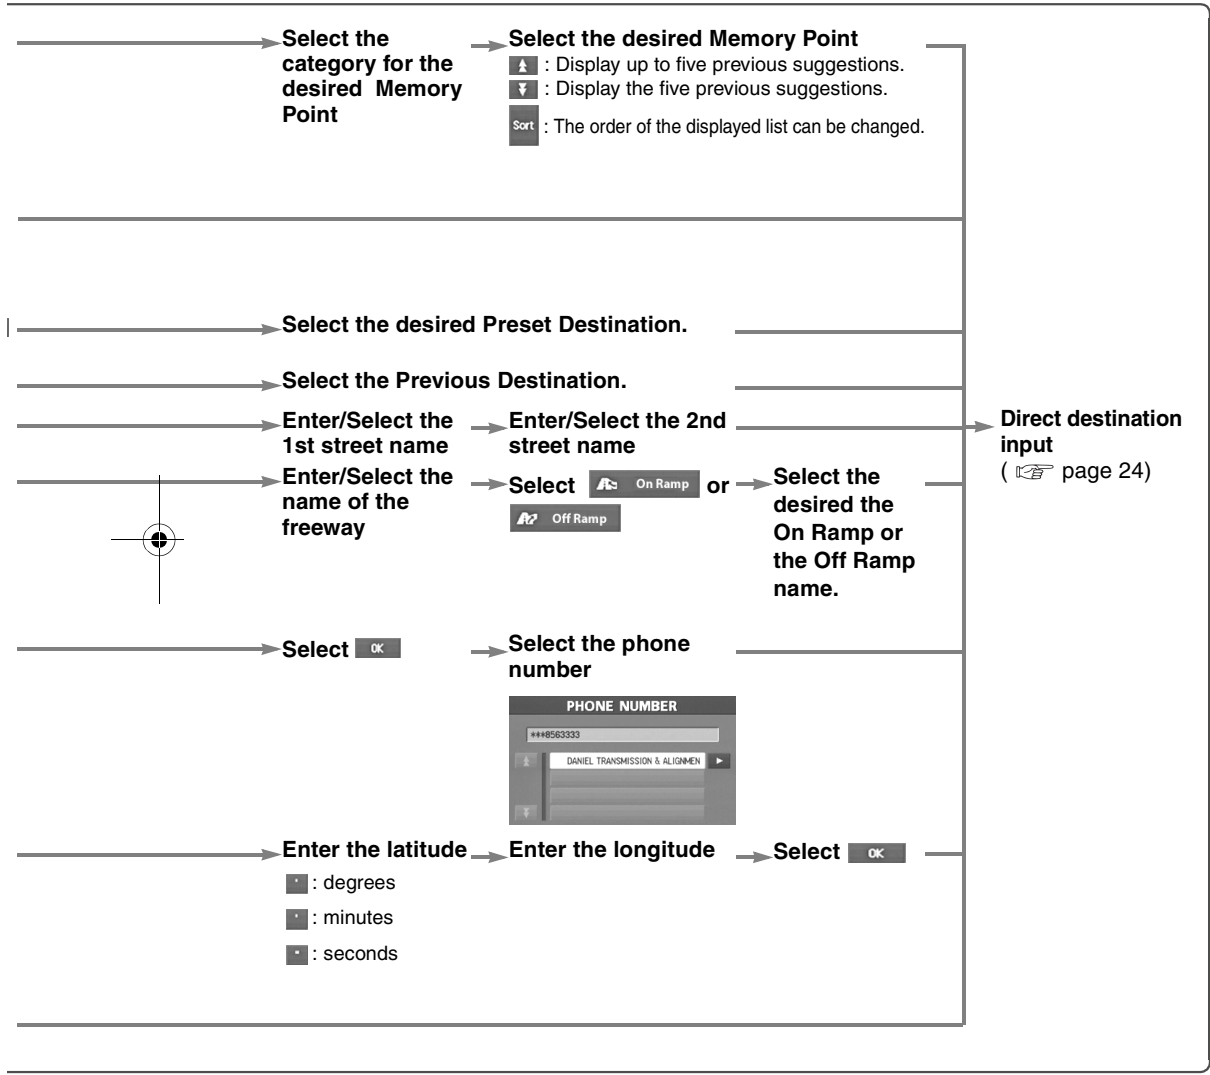 Select the
category for the
desired Memory
Point
Select the desired Memory Point
: Display up to five previous suggestions.
: Display the five previous suggestions.
Sort : The order of the displayed list can be changed.
Select the desired Preset Destination.
Select the Previous Destination.
Enter/Select the
1st street name
Enter/Select the 2nd
street name
Direct destination
input
( page 24)
Enter/Select the
name of the
freeway
Select On Ramp or
Off Ramp
Select the
desired the
On Ramp or
the Off Ramp
name.
Select OK
Select the phone
number
PHONE NUMBER
***8563333
DANIEL TRANSMISSION & ALIGNMEN
Enter the latitude
: degrees
: minutes
: seconds
Enter the longitude
Select OK